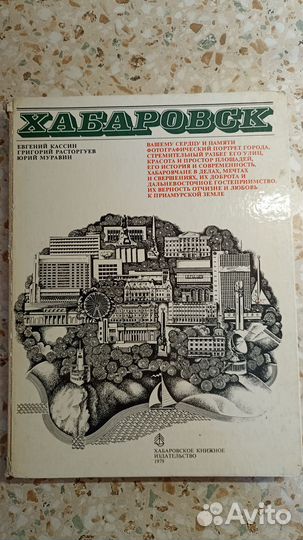 ХАБАРОВСК
ЕВГЕНИЙ КАССИН
ГРИГОРИЙ РАСТОРГУЕВ
ЮРИЙ МУРАВИН
ВАШЕМУ СЕРДЦУ И ПАМЯТИ
ФОТОГРАФИЧЕСКИЙ ПОРТРЕТ ГОРОДА,
СТРЕМИТЕЛЬНЫЙ РАЗБЕГ ЕГО УЛИЦ,
КРАСОТА И ПРОСТОР ПЛОЩАДЕЙ,
ЕГО ИСТОРИЯ И СОВРЕМЕННОСТЬ,
ХАБАРОВЧАНЕ В ДЕЛАХ, МЕЧТАХ
И СВЕРШЕНИЯХ, ИХ ДОБРОТА И
ДАЛЬНЕВОСТОЧНОЕ ГОСТЕПРИИМСТВО,
ИХ ВЕРНОСТЬ ОТЧИЗНЕ И ЛЮБОВЬ
К ПРИАМУРСКОЙ ЗЕМЛЕ
ХАБАРОВСКОЕ КНИЖНОЕ
ИЗДАТЕЛЬСТВО
1979
Avito